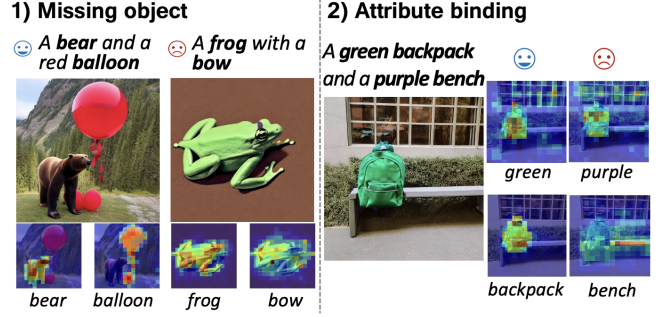 1) Missing object
A bear and a
red balloon
A frog with a
bow
bear
balloon
frog
bow
2) Attribute binding
A green backpack
and a purple bench
green
purple
backpack
bench